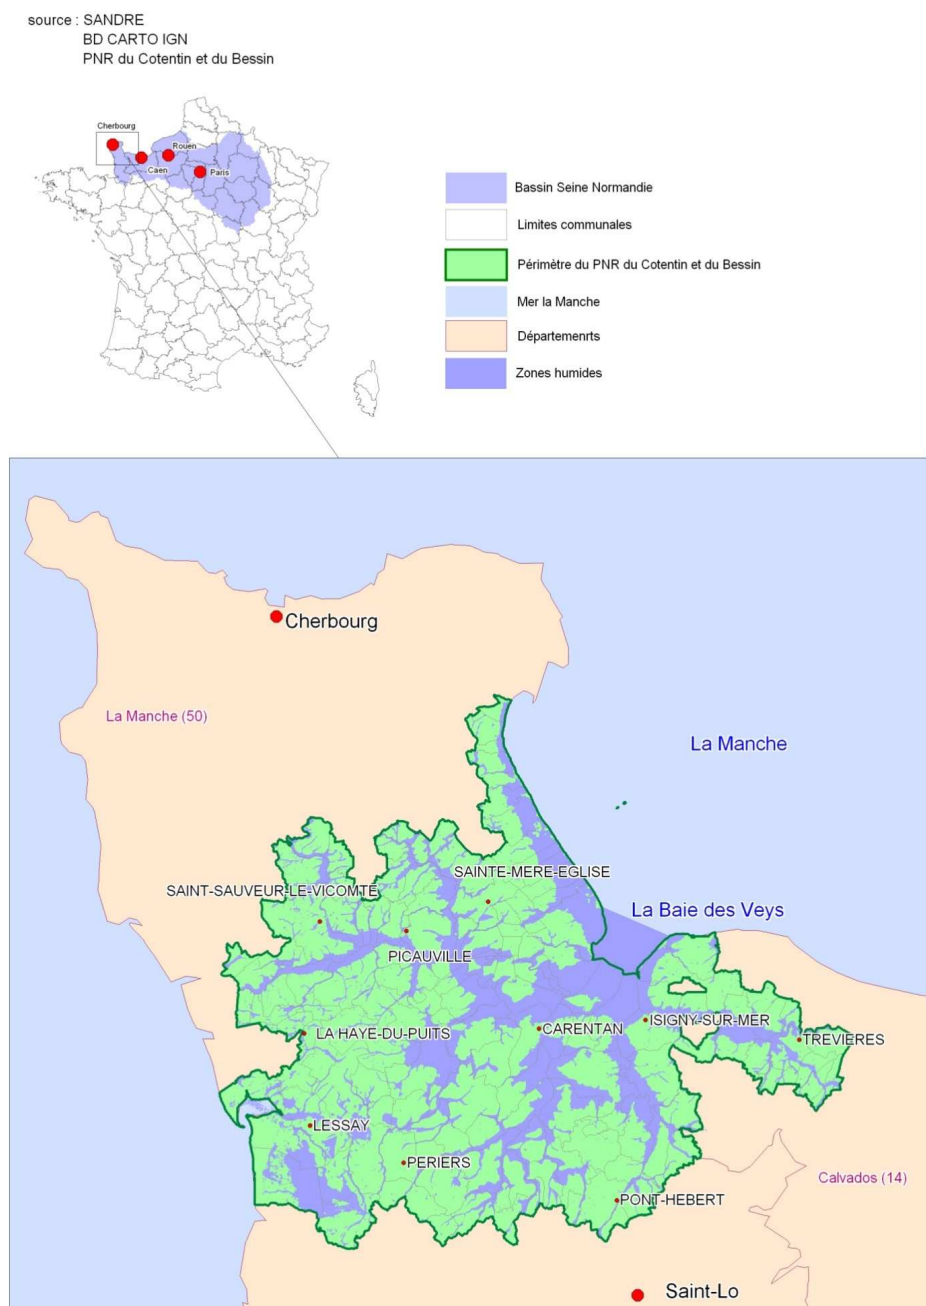 source : SANDRE
BD CARTO IGN
PNR du Cotentin et du Bessin
Cherbourg
Rouen
Caen
Paris
Bassin Seine Normandie
Limites communales
Périmètre du PNR du Cotentin et du Bessin
Mer la Manche
Départemenrts
Zones humides
Cherbourg
La Manche (50)
La Manche
SAINTE-MERE-EGLISE
SAINT-SAUVEUR-LE-VICOMTE
La Baie des Veys
PICAUVILLE
ISIGNY-SUR-MER
CARENTAN
LA HAYE-DU-PUITS
TREVIERES
LESSAY
PERIERS
Calvados (14)
PONT-HEBERT
Saint-Lo